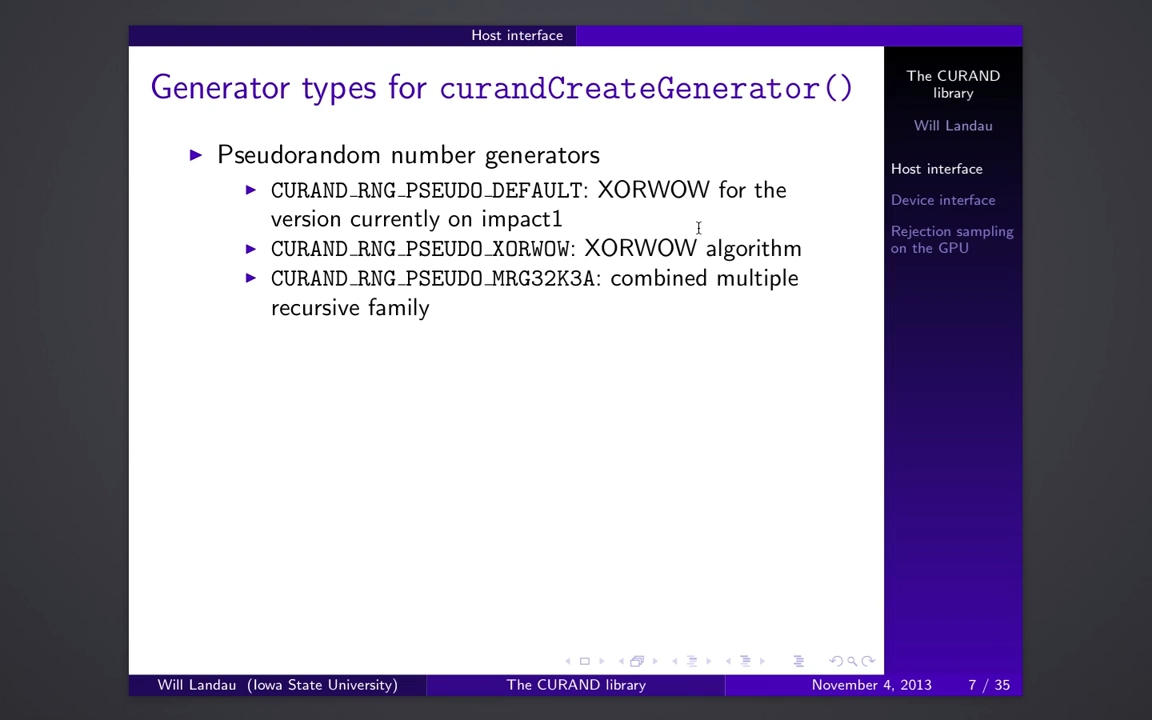 Host interface
Generator types for curandCreateGenerator()
Pseudorandom number generators
CURAND_RNG_PSEUDO_DEFAULT: XORWOW for the
version currently on impact1
CURAND_RNG_PSEUDO_XORWOW: XORWOW algorithm
CURAND_RNG_PSEUDO_MRG32K3A: combined multiple
recursive family
The CURAND
library
Will Landau
Host interface
Device interface
Rejection sampling
on the GPU
Will Landau (Iowa State University)
The CURAND library
November 4, 2013
7 / 35